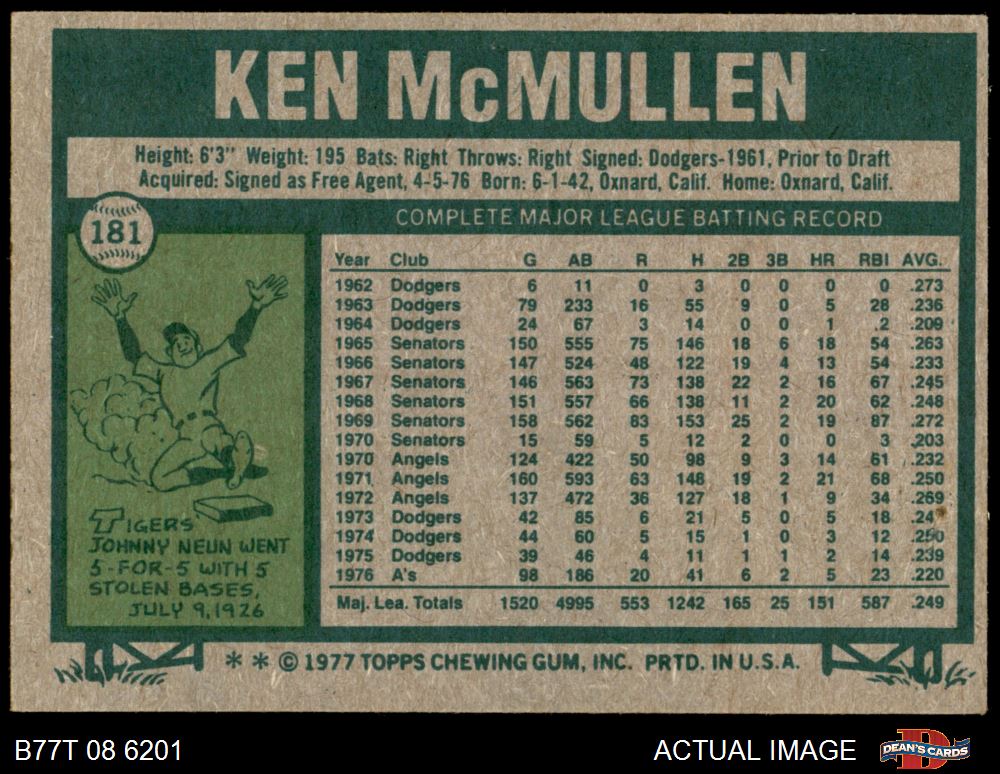 KEN McMULLEN
Height: 6'3" Weight: 195 Bats: Right Throws: Right Signed: Dodgers-1961, Prior to Draft
Acquired: Signed as Free Agent, 4-5-76 Born: 6-1-42, Oxnard, Calif. Home: Oxnard, Calif.
181
COMPLETE MAJOR LEAGUE BATTING RECORD
Year Club G AB R H 2B 3B HR RBI AVG.
1962 Dodgers 6 11 0 3 0 0 0 0 .273
1963 Dodgers 79 233 16 55 9 0 5 28 .236
1964 Dodgers 24 67 3 14 0 0 1 .2 .209
1965 Senators 150 555 75 146 18 6 18 54 .263
1966 Senators 147 524 48 122 19 4 13 54 .233
1967 Senators 146 563 73 138 22 2 16 67 .245
1968 Senators 151 557 66 138 11 2 20 62 .248
1969 Senators 158 562 83 153 25 2 19 87 .272
1970 Senators 15 59 5 12 2 0 0 3 .203
1970 Angels 124 422 50 98 9 3 14 61 .232
1971 Angels 160 593 63 148 19 2 21 68 .250
1972 Angels 137 472 36 127 18 1 9 34 .269
1973 Dodgers 42 85 6 21 5 0 5 18 .24
1974 Dodgers 44 60 5 15 1 0 3 12 .250
1975 Dodgers 39 46 4 11 1 1 2 14 .239
1976 A's 98 186 20 41 6 2 5 23 .220
Maj. Lea. Totals 1520 4995 553 1242 165 25 151 587 .249
TIGERS'
JOHNNY NEUN WENT
5-FOR-5 WITH 5
STOLEN BASES,
JULY 9, 1926
* * © 1977 TOPPS CHEWING GUM, INC. PRTD. IN U.S.A.
B77T 08 6201
ACTUAL IMAGE
DEAN'S CARDS